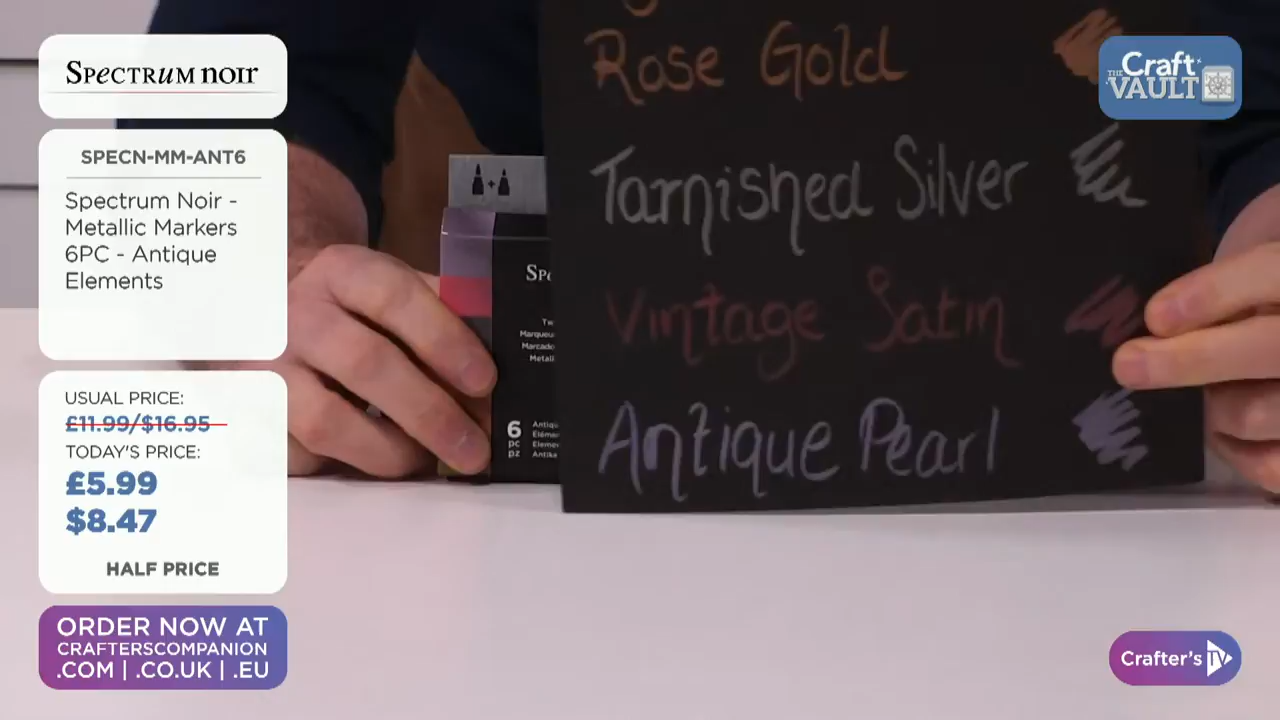 Spectrum noir
SPECN-MM-ANT6
Spectrum Noir -
Metallic Markers
6PC - Antique
Elements
USUAL PRICE:
£11.99/$16.95
TODAY'S PRICE:
£5.99
$8.47
HALF PRICE
ORDER NOW AT
CRAFTERSCOMPANION
.COM | .CO.UK | .EU
Rose Gold
Tarnished Silver
Vintage Satin
Antique Pearl
6
pc
pz
THE Craft
VAULT
Crafter's TV